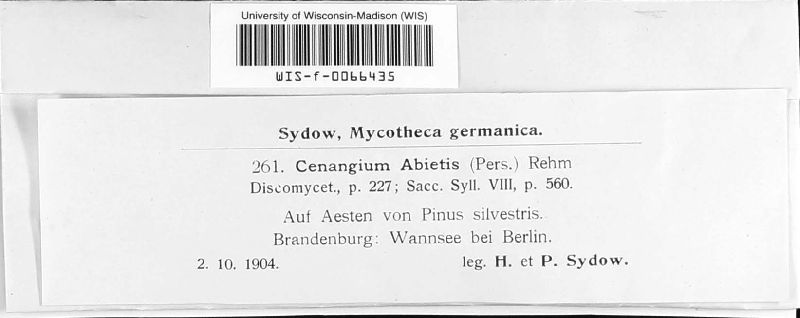 University of Wisconsin-Madison (WIS)
WIS-f-0066435
Sydow, Mycotheca germanica.
261. Cenangium Abietis (Pers.) Rehm
Discomycet., p. 227; Sacc. Syll. VIII, p. 560.
Auf Aesten von Pinus silvestris.
Brandenburg: Wannsee bei Berlin.
2. 10. 1904. leg. H. et P. Sydow.